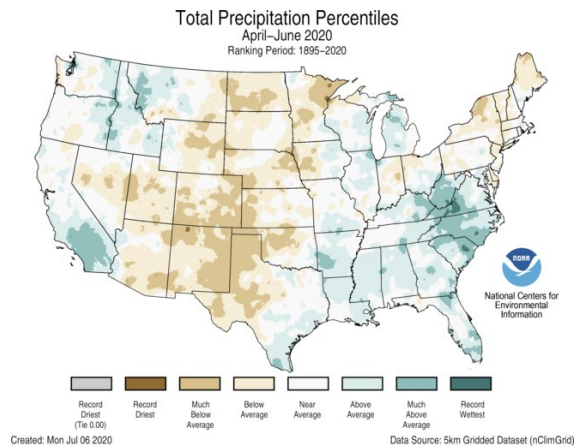 Total Precipitation Percentiles
April–June 2020
Ranking Period: 1895–2020
NOAA
National Centers for
Environmental
Information
Record
Driest
(Tie 0.00)
Record
Driest
Much
Below
Average
Below
Average
Near
Average
Above
Average
Much
Above
Average
Record
Wettest
Created: Mon Jul 06 2020
Data Source: 5km Gridded Dataset (nClimGrid)